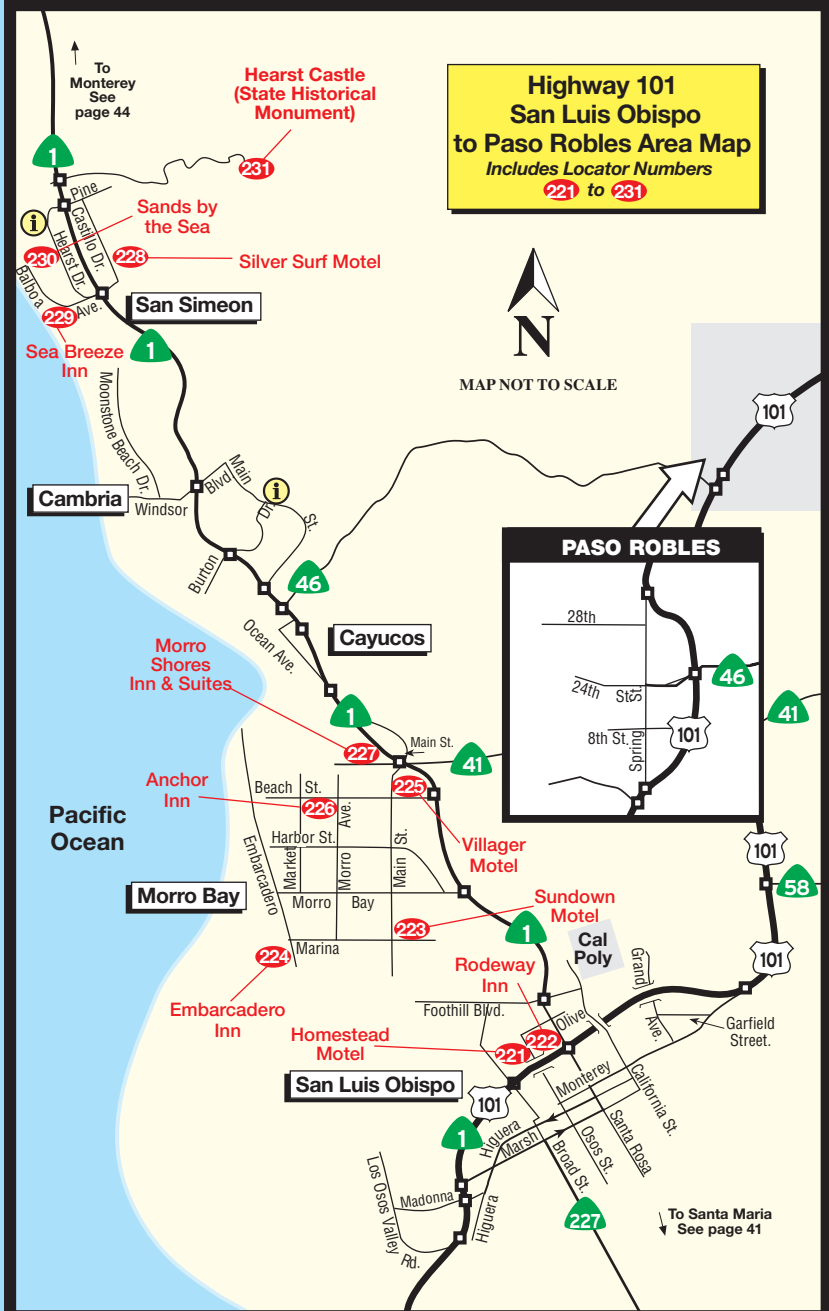 To
Monterey
See
page 44
Hearst Castle
(State Historical
Monument)
Highway 101
San Luis Obispo
to Paso Robles Area Map
Includes Locator Numbers
221 to 231
1
231
Pine
i
Sands by
the Sea
Castillo Dr.
Hearst Dr.
230
228
Silver Surf Motel
Balboa Ave.
229
San Simeon
Sea Breeze
Inn
1
N
MAP NOT TO SCALE
101
Moonstone Beach Dr.
Main St.
Blvd
Windsor
Cambria
i
Dr.
Burton
46
PASO ROBLES
28th
24th St.
46
Spring St.
8th St.
101
41
Ocean Ave.
Cayucos
Morro
Shores
Inn & Suites
1
227
Main St.
41
Anchor
Inn
Beach St.
226
225
Villager
Motel
Pacific
Ocean
Embarcadero
Harbor St.
Market
Morro Ave.
Main St.
101
58
Morro Bay
Morro Bay
Sundown
Motel
223
1
Marina
224
Embarcadero
Inn
Cal
Poly
101
Rodeway
Inn
Grand Ave.
Foothill Blvd.
Olive
Garfield
Street.
Homestead
Motel
221
222
San Luis Obispo
101
Monterey
California St.
1
Higuera
Marsh
Santa Rosa
Osos St.
Broad St.
Los Osos Valley Rd.
Madonna
Higuera
227
To Santa Maria
See page 41